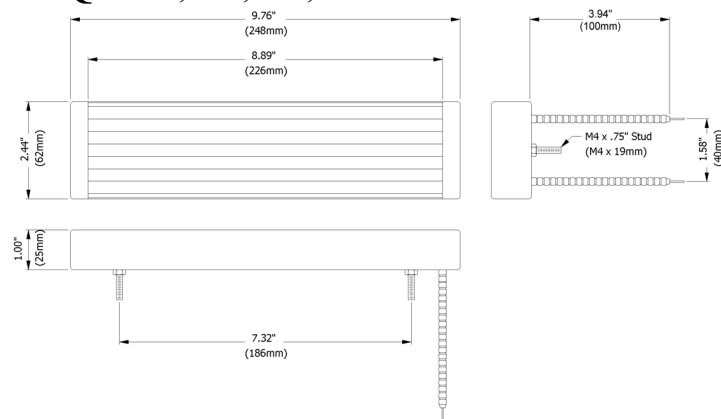 9.76"
(248mm)
3.94"
(100mm)
8.89"
(226mm)
2.44"
(62mm)
M4 x .75" Stud
(M4 x 19mm)
1.58"
(40mm)
1.00"
(25mm)
7.32"
(186mm)